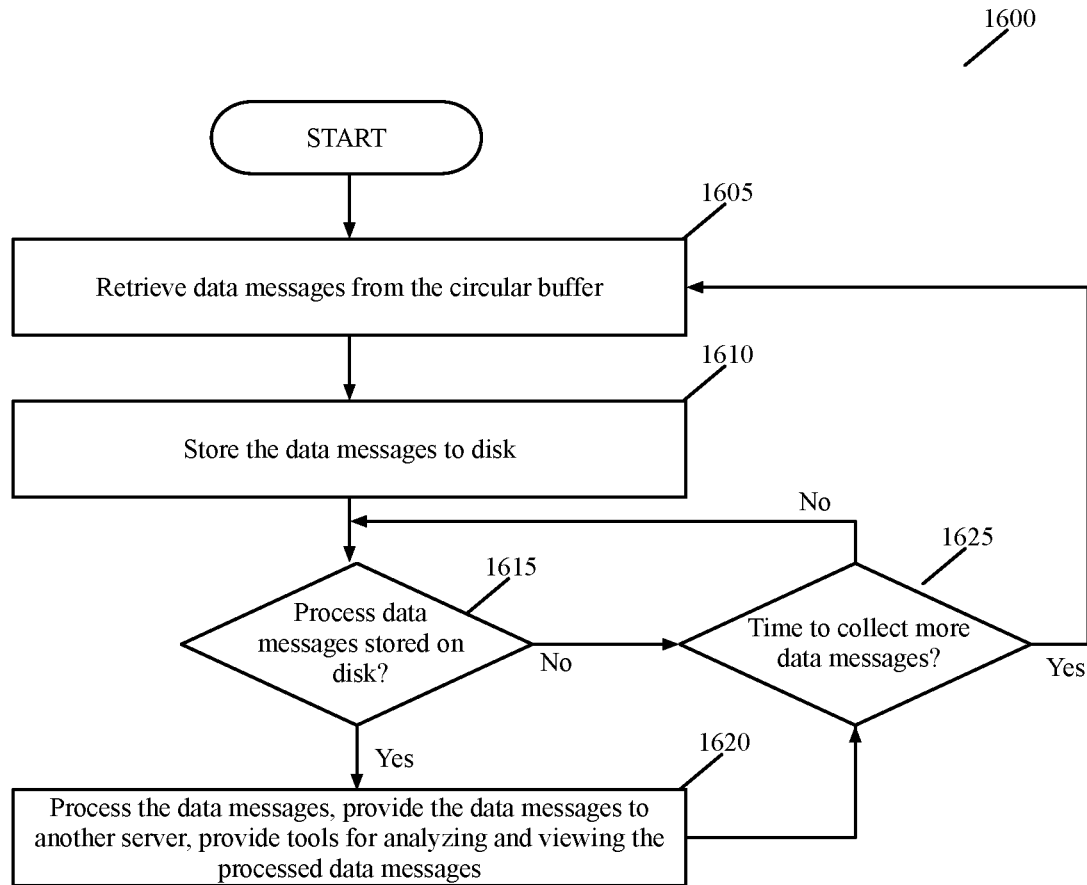 1600
START
1605
Retrieve data messages from the circular buffer
1610
Store the data messages to disk
No
1625
1615
Process data
messages stored on
disk?
No
Time to collect more
data messages?
Yes
Yes
1620
Process the data messages, provide the data messages to
another server, provide tools for analyzing and viewing the
processed data messages